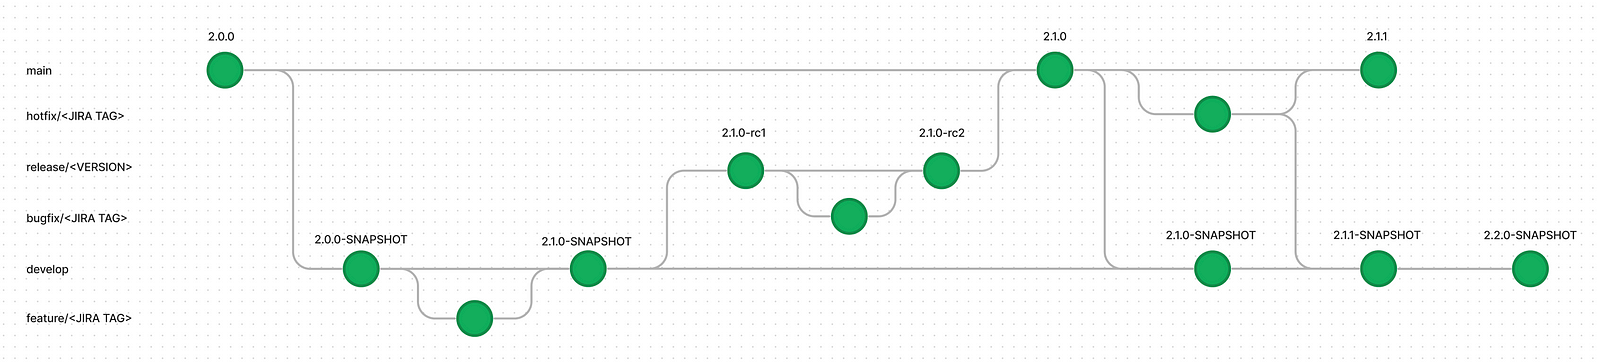 2.0.0
2.1.0
2.1.1
main
hotfix/<JIRA TAG>
2.1.0-rc1
2.1.0-rc2
release/<VERSION>
bugfix/<JIRA TAG>
2.0.0-SNAPSHOT
2.1.0-SNAPSHOT
2.1.0-SNAPSHOT
2.1.1-SNAPSHOT
2.2.0-SNAPSHOT
develop
feature/<JIRA TAG>